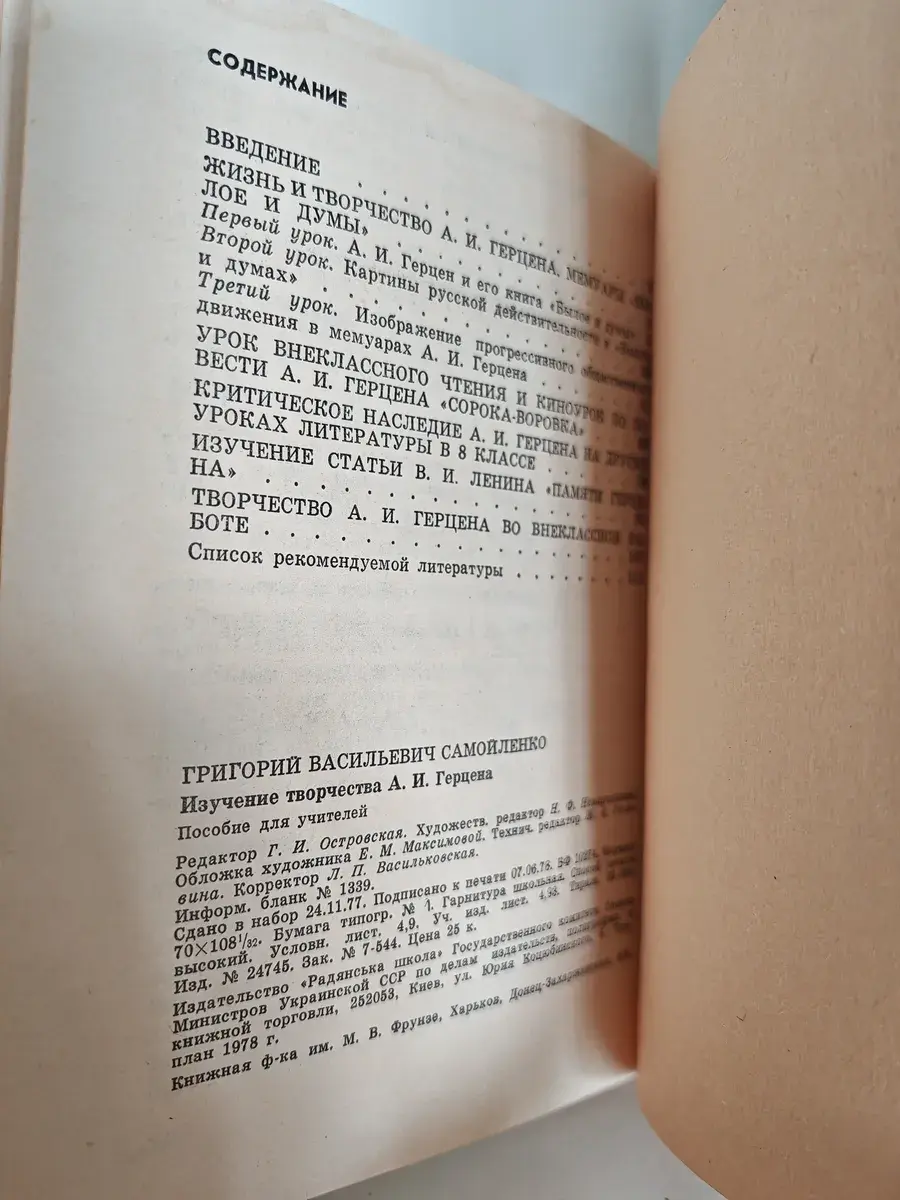 СОДЕРЖАНИЕ
ВВЕДЕНИЕ . . . . . . . . .
ЖИЗНЬ И ТВОРЧЕСТВО А. И. ГЕРЦЕНА. МЕМУАРЫ
ЛОЕ И ДУМЫ» . . . . . . . .
Первый урок. А. И. Герцен и его книга «Былое и думы»
Второй урок. Картины русской действительности в
и думах» . . . . . . . . .
Третий урок. Изображение прогрессивного
движения в мемуарах А. И. Герцена . . . .
УРОК ВНЕКЛАССНОГО ЧТЕНИЯ И КИНОУРОК ПО
ВЕСТИ А. И. ГЕРЦЕНА «СОРОКА-ВОРОВКА» . .
КРИТИЧЕСКОЕ НАСЛЕДИЕ А. И. ГЕРЦЕНА НА ДРУГИХ
УРОКАХ ЛИТЕРАТУРЫ В 8 КЛАССЕ . . . .
ИЗУЧЕНИЕ СТАТЬИ В. И. ЛЕНИНА «ПАМЯТИ
НА» . . . . . . . . . . .
ТВОРЧЕСТВО А. И. ГЕРЦЕНА ВО ВНЕКЛАССНОЙ
БОТЕ . . . . . . . . . . .
Список рекомендуемой литературы . . . . . .
ГРИГОРИЙ ВАСИЛЬЕВИЧ САМОЙЛЕНКО
Изучение творчества А. И. Герцена
Пособие для учителей
Редактор Г. И. Островская. Художеств. редактор Н. Ф.
Обложка художника Е. М. Максимовой. Технич. редактор
вина. Корректор Л. П. Васильковская.
Информ. бланк № 1339.
Сдано в набор 24.11.77. Подписано к печати 07.06.78. БФ
70×108 1/32. Бумага типогр. № 1. Гарнитура школьная.
высокий. Условн. лист. 4,9. Уч. изд. лист. 4,93.
Изд. № 24745. Зак. № 7-544. Цена 25 к.
Издательство «Радянська школа» Государственного комитета
Министров Украинской ССР по делам издательств,
книжной торговли, 252053, Киев, ул. Юрия Коцюбинского,
план 1978 г.
Книжная ф-ка им. М. В. Фрунзе, Харьков,